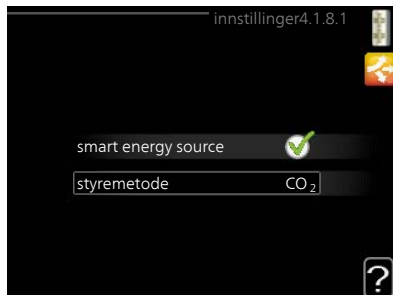 innstillinger4.1.8.1
smart energy source
styremetode CO₂
?